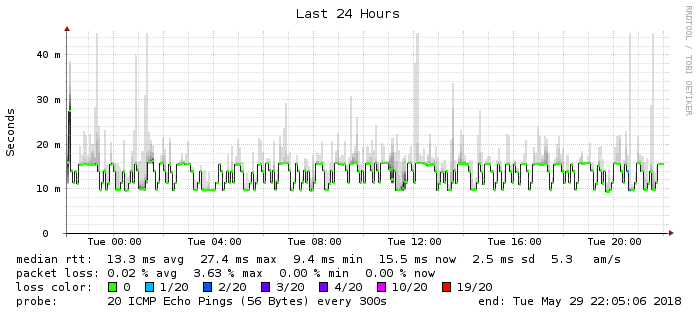 Last 24 Hours
RRDTOOL / TOBI OETIKER
Seconds
40 m
30 m
20 m
10 m
0
Tue 00:00 Tue 04:00 Tue 08:00 Tue 12:00 Tue 16:00 Tue 20:00
median rtt: 13.3 ms avg 27.4 ms max 9.4 ms min 15.5 ms now 2.5 ms sd 5.3 am/s
packet loss: 0.02 % avg 3.63 % max 0.00 % min 0.00 % now
loss color: 0 1/20 2/20 3/20 4/20 10/20 19/20
probe: 20 ICMP Echo Pings (56 Bytes) every 300s end: Tue May 29 22:05:06 2018